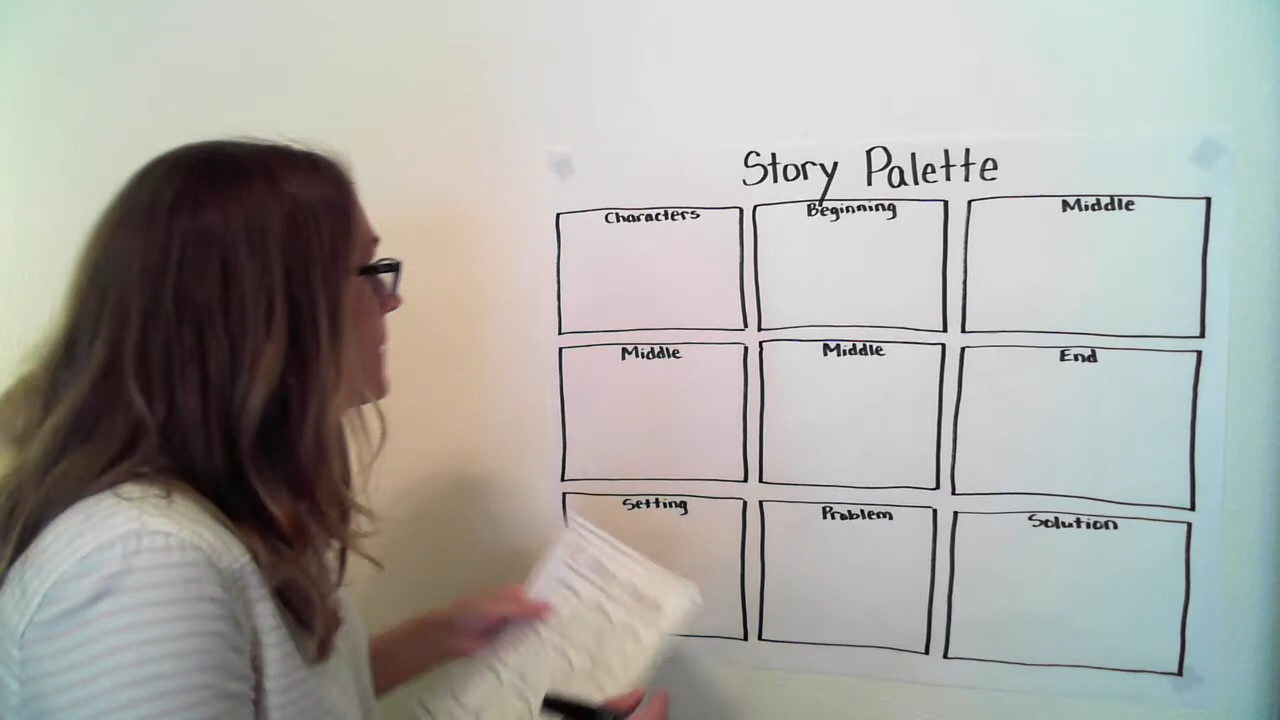 Story Palette
Characters
Beginning
Middle
Middle
Middle
End
Setting
Problem
Solution